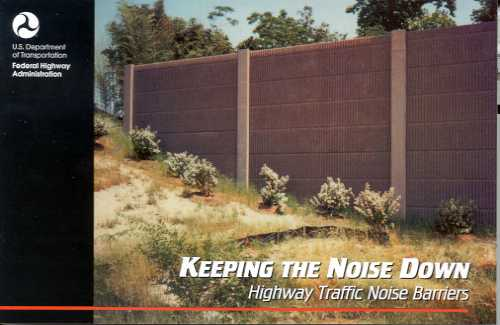 U.S. Department
of Transportation
Federal Highway
Administration
KEEPING THE NOISE DOWN
Highway Traffic Noise Barriers